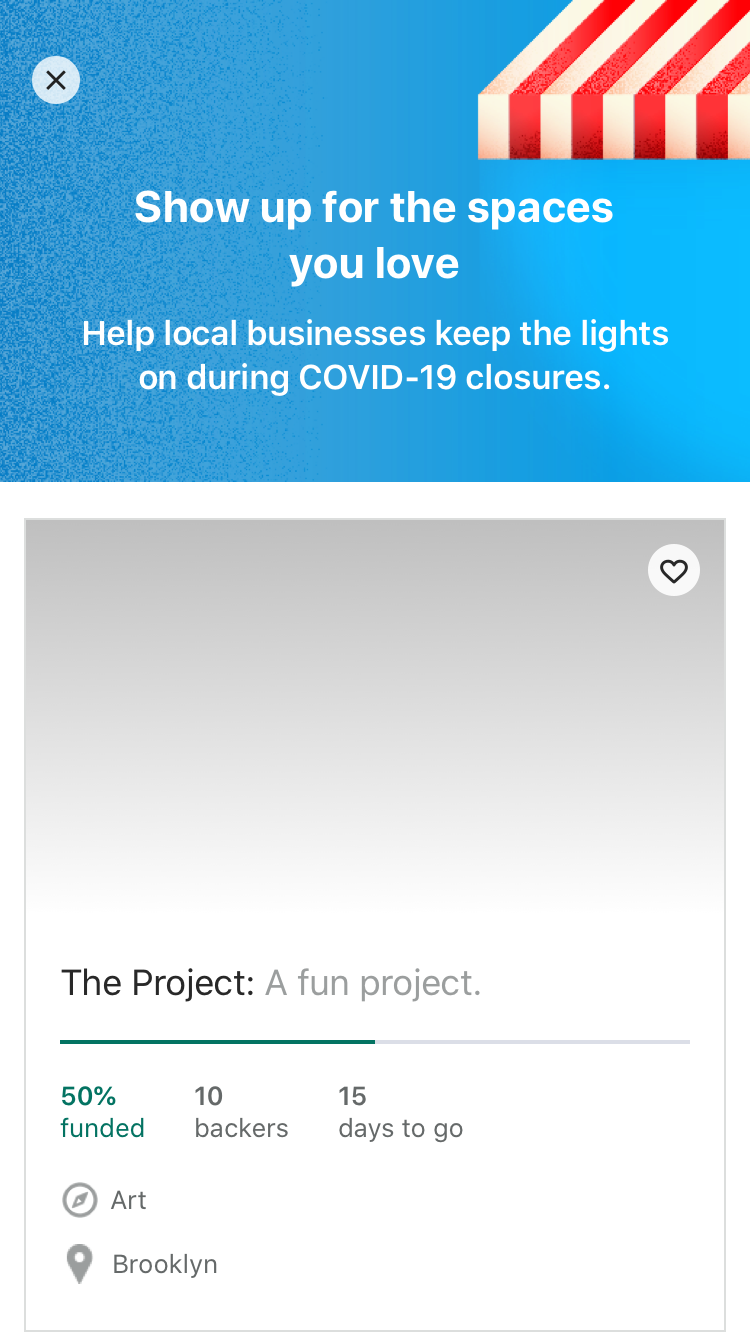 Show up for the spaces
you love
Help local businesses keep the lights
on during COVID-19 closures.
The Project: A fun project.
50% 10 15
funded backers days to go
Art
Brooklyn